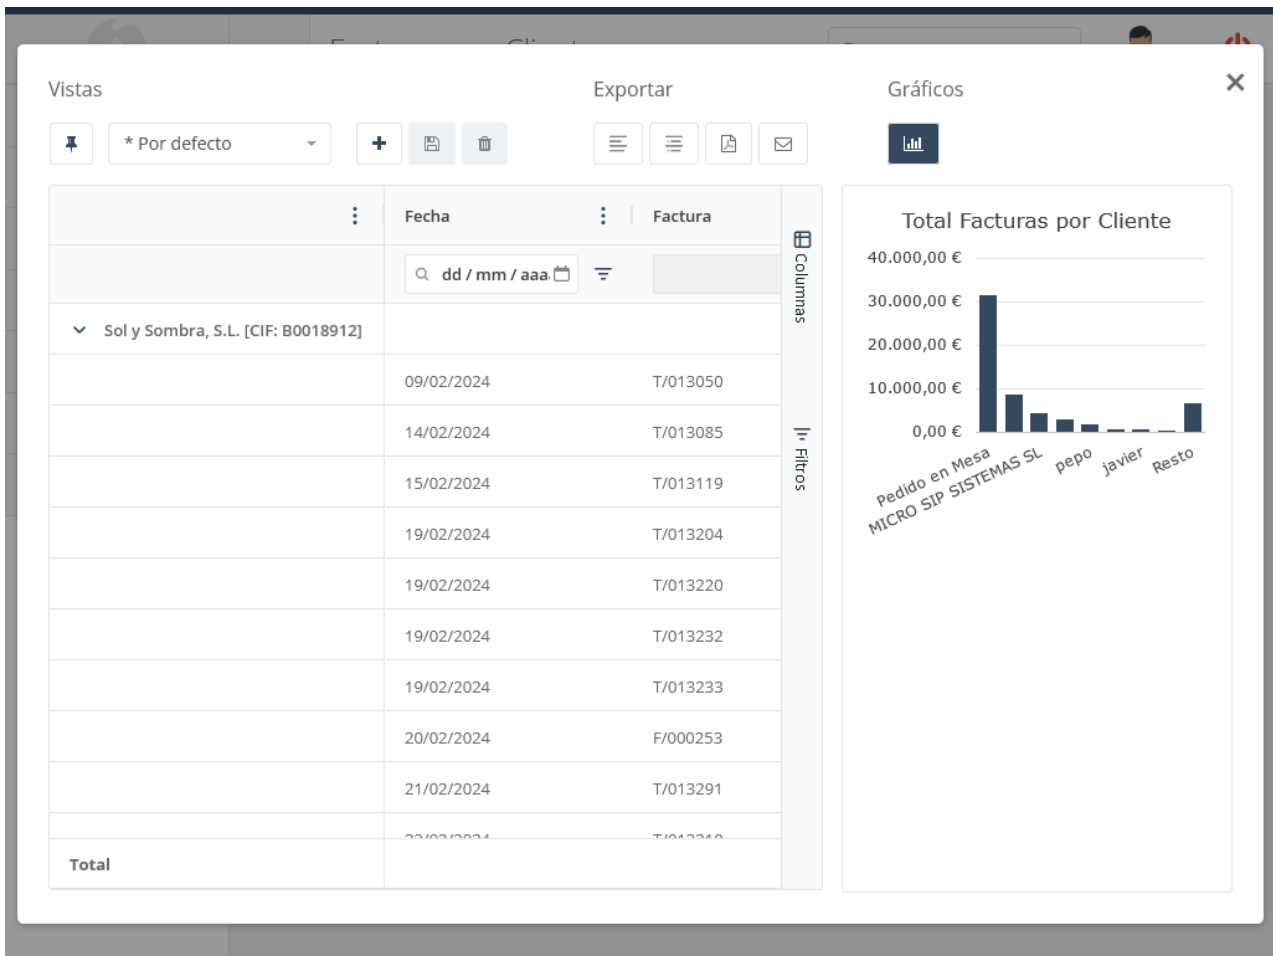 Vistas
Exportar
Gráficos
* Por defecto
Fecha
Factura
dd / mm / aaa
Columnas
Filtros
Sol y Sombra, S.L. [CIF: B0018912]
09/02/2024 T/013050
14/02/2024 T/013085
15/02/2024 T/013119
19/02/2024 T/013204
19/02/2024 T/013220
19/02/2024 T/013232
19/02/2024 T/013233
20/02/2024 F/000253
21/02/2024 T/013291
Total
Total Facturas por Cliente
40.000,00 €
30.000,00 €
20.000,00 €
10.000,00 €
0,00 €
Pedido en Mesa
MICRO SIP SISTEMAS SL
pepo
javier
Resto